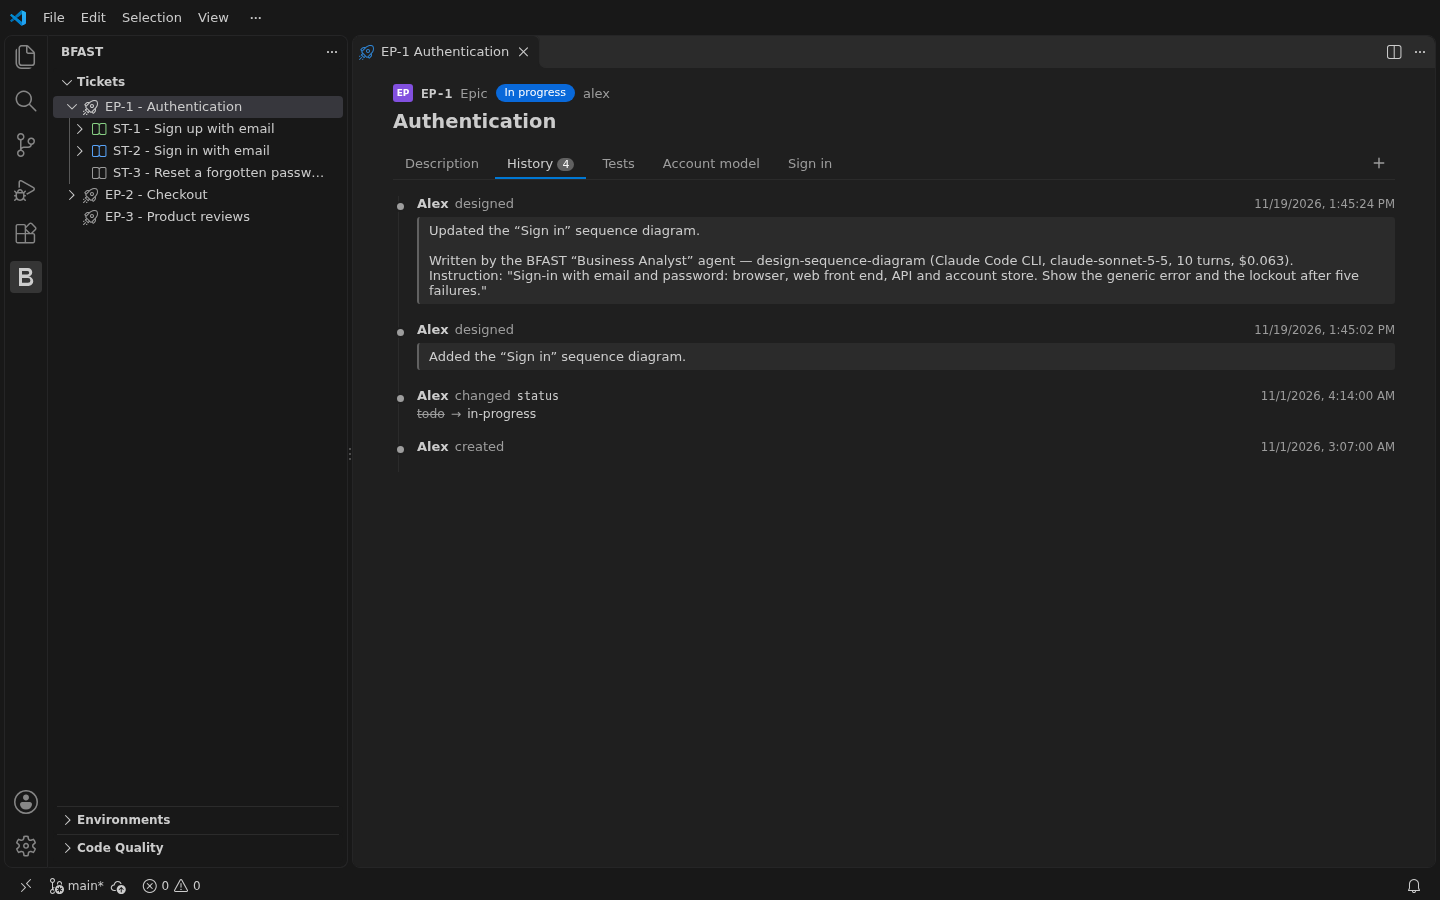 File Edit Selection View ...
BFAST ...
EP-1 Authentication
Tickets
EP-1 - Authentication
ST-1 - Sign up with email
ST-2 - Sign in with email
ST-3 - Reset a forgotten passw...
EP-2 - Checkout
EP-3 - Product reviews
B
Environments
Code Quality
EP EP-1 Epic In progress alex
Authentication
Description History 4 Tests Account model Sign in +
Alex designed 11/19/2026, 1:45:24 PM
Updated the “Sign in” sequence diagram.
Written by the BFAST “Business Analyst” agent — design-sequence-diagram (Claude Code CLI, claude-sonnet-5-5, 10 turns, $0.063).
Instruction: "Sign-in with email and password: browser, web front end, API and account store. Show the generic error and the lockout after five
failures."
Alex designed 11/19/2026, 1:45:02 PM
Added the “Sign in” sequence diagram.
Alex changed status 11/1/2026, 4:14:00 AM
todo → in-progress
Alex created 11/1/2026, 3:07:00 AM
main* 0 0